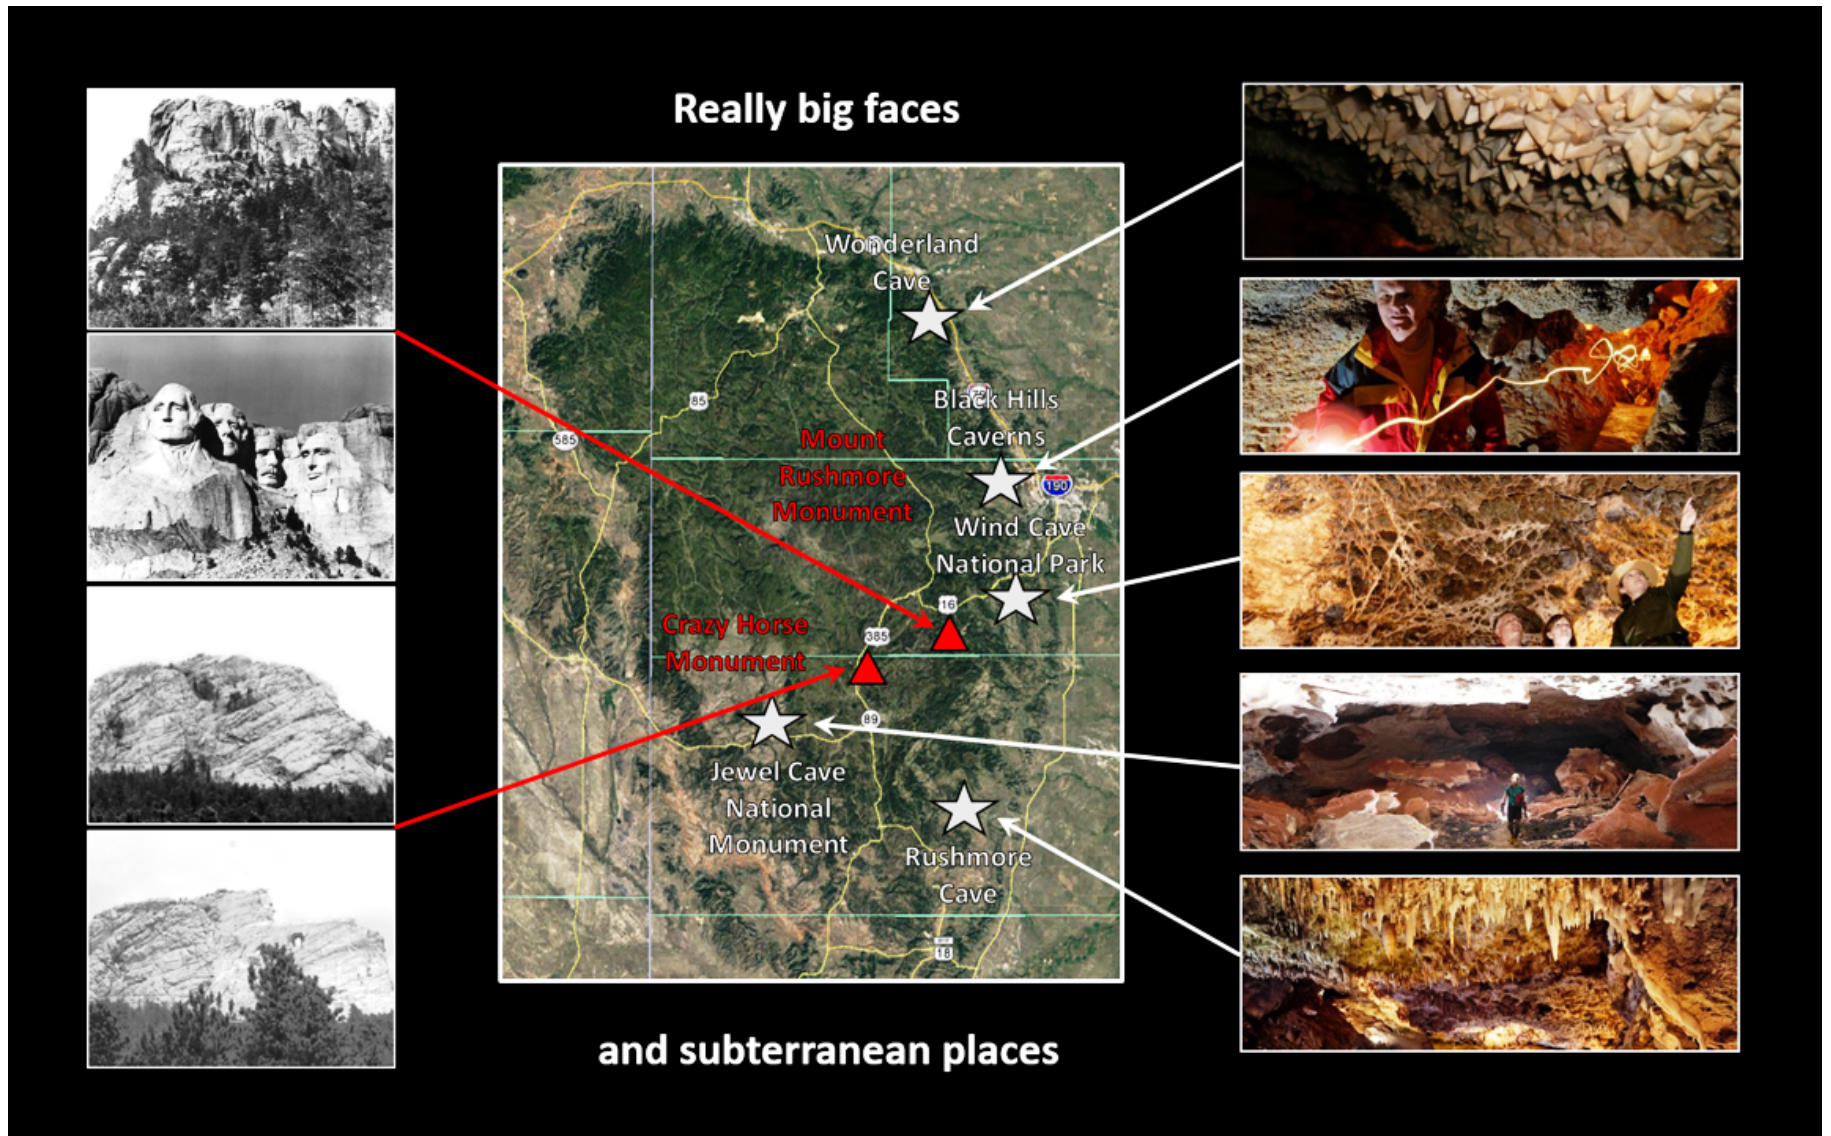 Really big faces
Wonderland
Cave
Black Hills
Caverns
85
585
Mount
Rushmore
Monument
190
Wind Cave
National Park
16
Crazy Horse
Monument
385
89
Jewel Cave
National
Monument
Rushmore
Cave
18
and subterranean places